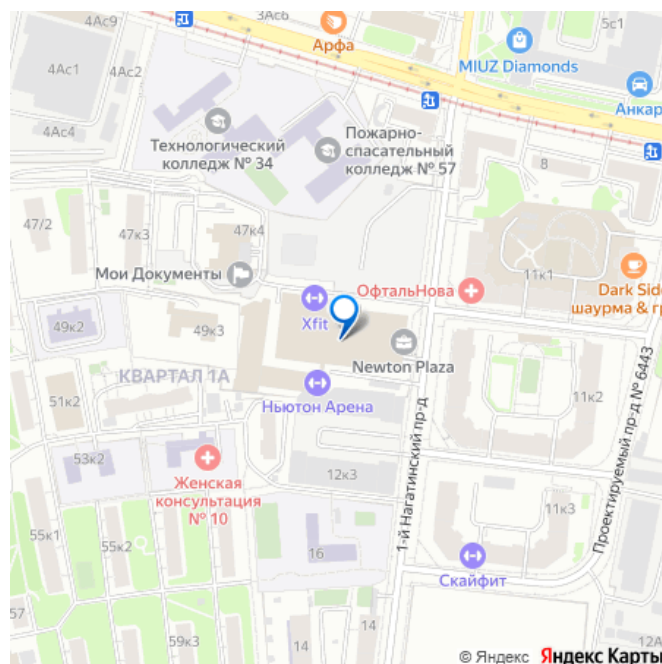 3Ас6
5с1
4Ас1
4Ас2
Арфа
MIUZ Diamonds
Анкар
4Ас4
Технологический
колледж № 34
Пожарно-
спасательный
колледж № 57
8
47/2
47к3
47к4
Мои Документы
ОфтальНова
11к1
Dark Side
шаурма & гр
49к2
49к3
Xfit
Newton Plaza
КВАРТАЛ 1А
51к2
Ньютон Арена
11к2
1-й Нагатинский пр-д
Проектируемый пр-д № 6443
53к2
Женская
консультация
№ 10
12к3
11к3
55к1
55к2
16
Скайфит
59к3
14
14
12А
© Яндекс Яндекс Карты